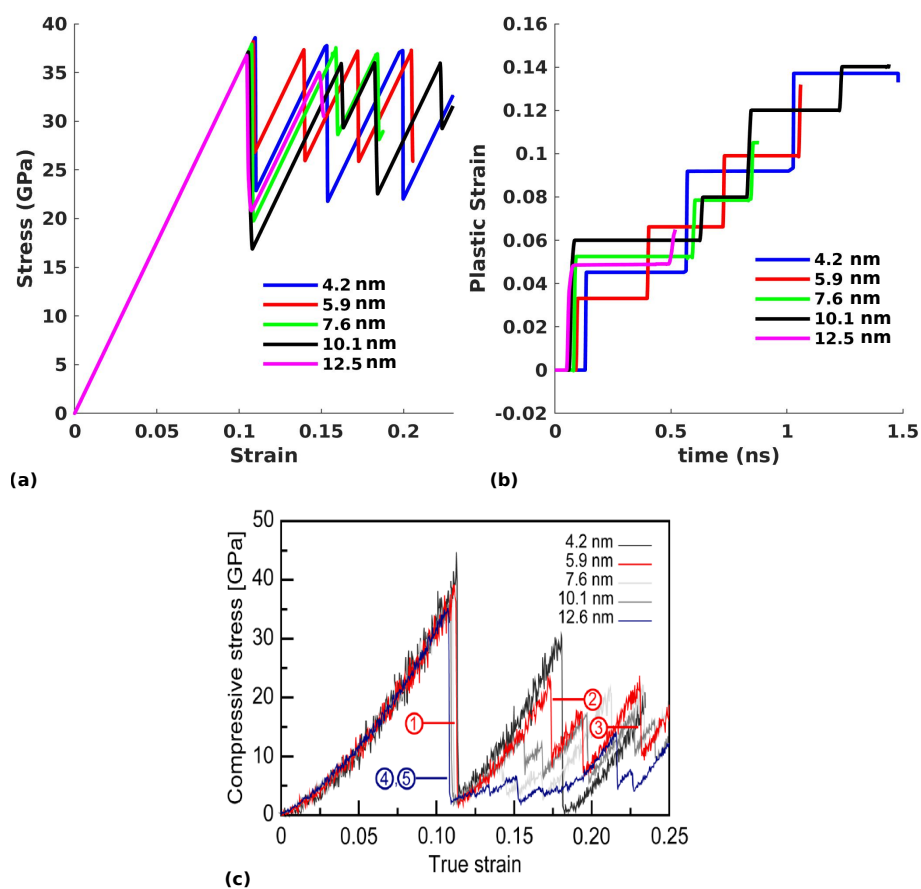 (a)
Stress (GPa)
40
35
30
25
20
15
10
5
0
0
0.05
0.1
0.15
0.2
Strain
4.2 nm
5.9 nm
7.6 nm
10.1 nm
12.5 nm
(b)
Plastic Strain
0.16
0.14
0.12
0.10
0.08
0.06
0.04
0.02
0
-0.02
0
0.5
1
1.5
time (ns)
4.2 nm
5.9 nm
7.6 nm
10.1 nm
12.5 nm
(c)
Compressive stress [GPa]
50
40
30
20
10
0
0
0.05
0.10
0.15
0.20
0.25
True strain
4.2 nm
5.9 nm
7.6 nm
10.1 nm
12.6 nm
1
2
3
4,5